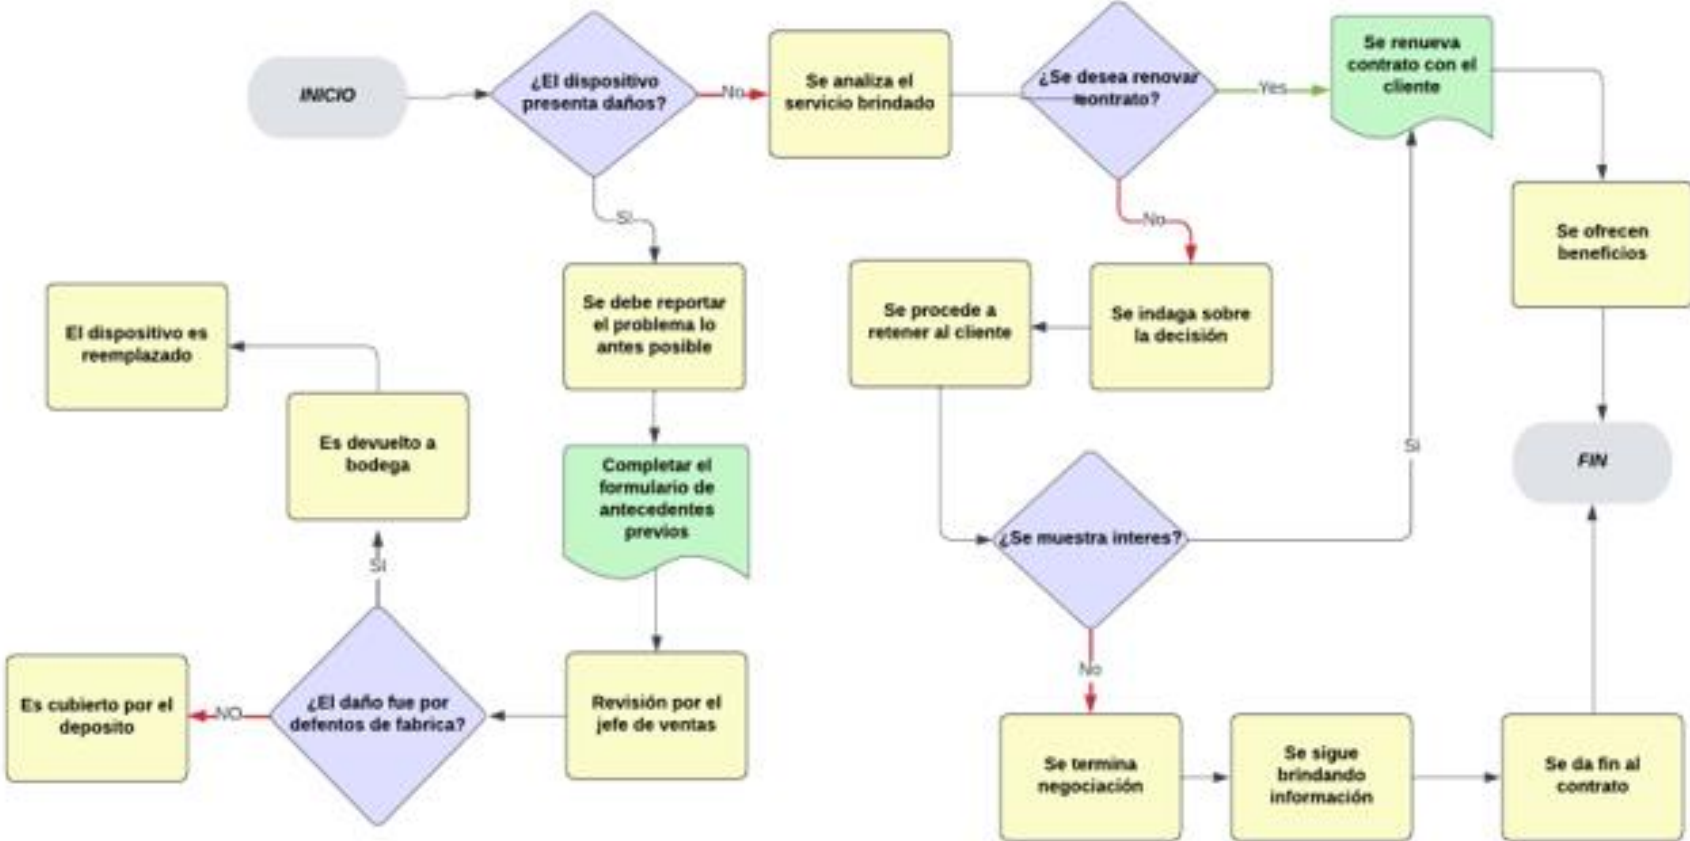 INICIO
¿El dispositivo
presenta daños?
No
Se analiza el
servicio brindado
¿Se desea renovar
contrato?
Yes
Se renueva
contrato con el
cliente
Si
No
Se ofrecen
beneficios
Se debe reportar
el problema lo
antes posible
Se procede a
retener al cliente
Se indaga sobre
la decisión
El dispositivo es
reemplazado
Es devuelto a
bodega
Completar el
formulario de
antecedentes
previos
Si
FIN
¿Se muestra interes?
Si
No
Es cubierto por el
deposito
NO
¿El daño fue por
defentos de fabrica?
Revisión por el
jefe de ventas
Se termina
negociación
Se sigue
brindando
información
Se da fin al
contrato